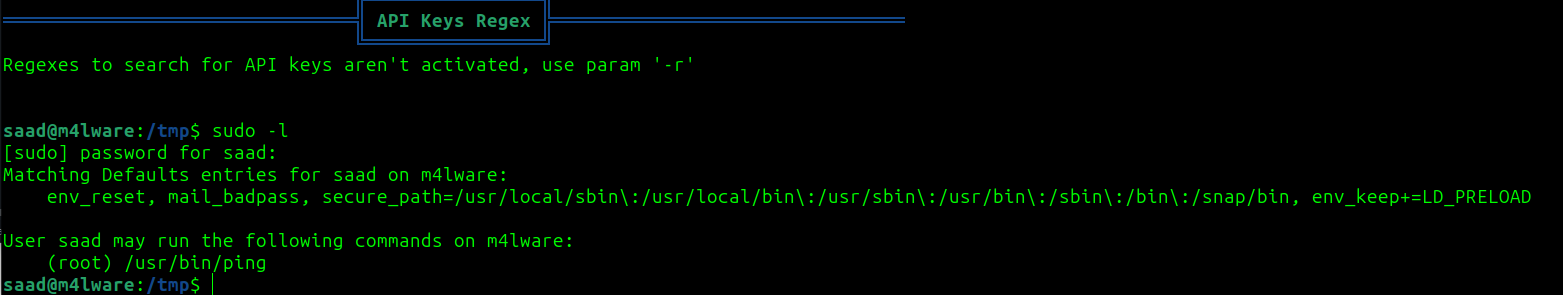 API Keys Regex
Regexes to search for API keys aren't activated, use param '-r'
saad@m4lware:/tmp$ sudo -l
[sudo] password for saad:
Matching Defaults entries for saad on m4lware:
env_reset, mail_badpass, secure_path=/usr/local/sbin\:/usr/local/bin\:/usr/sbin\:/usr/bin\:/sbin\:/bin\:/snap/bin, env_keep+=LD_PRELOAD
User saad may run the following commands on m4lware:
(root) /usr/bin/ping
saad@m4lware:/tmp$